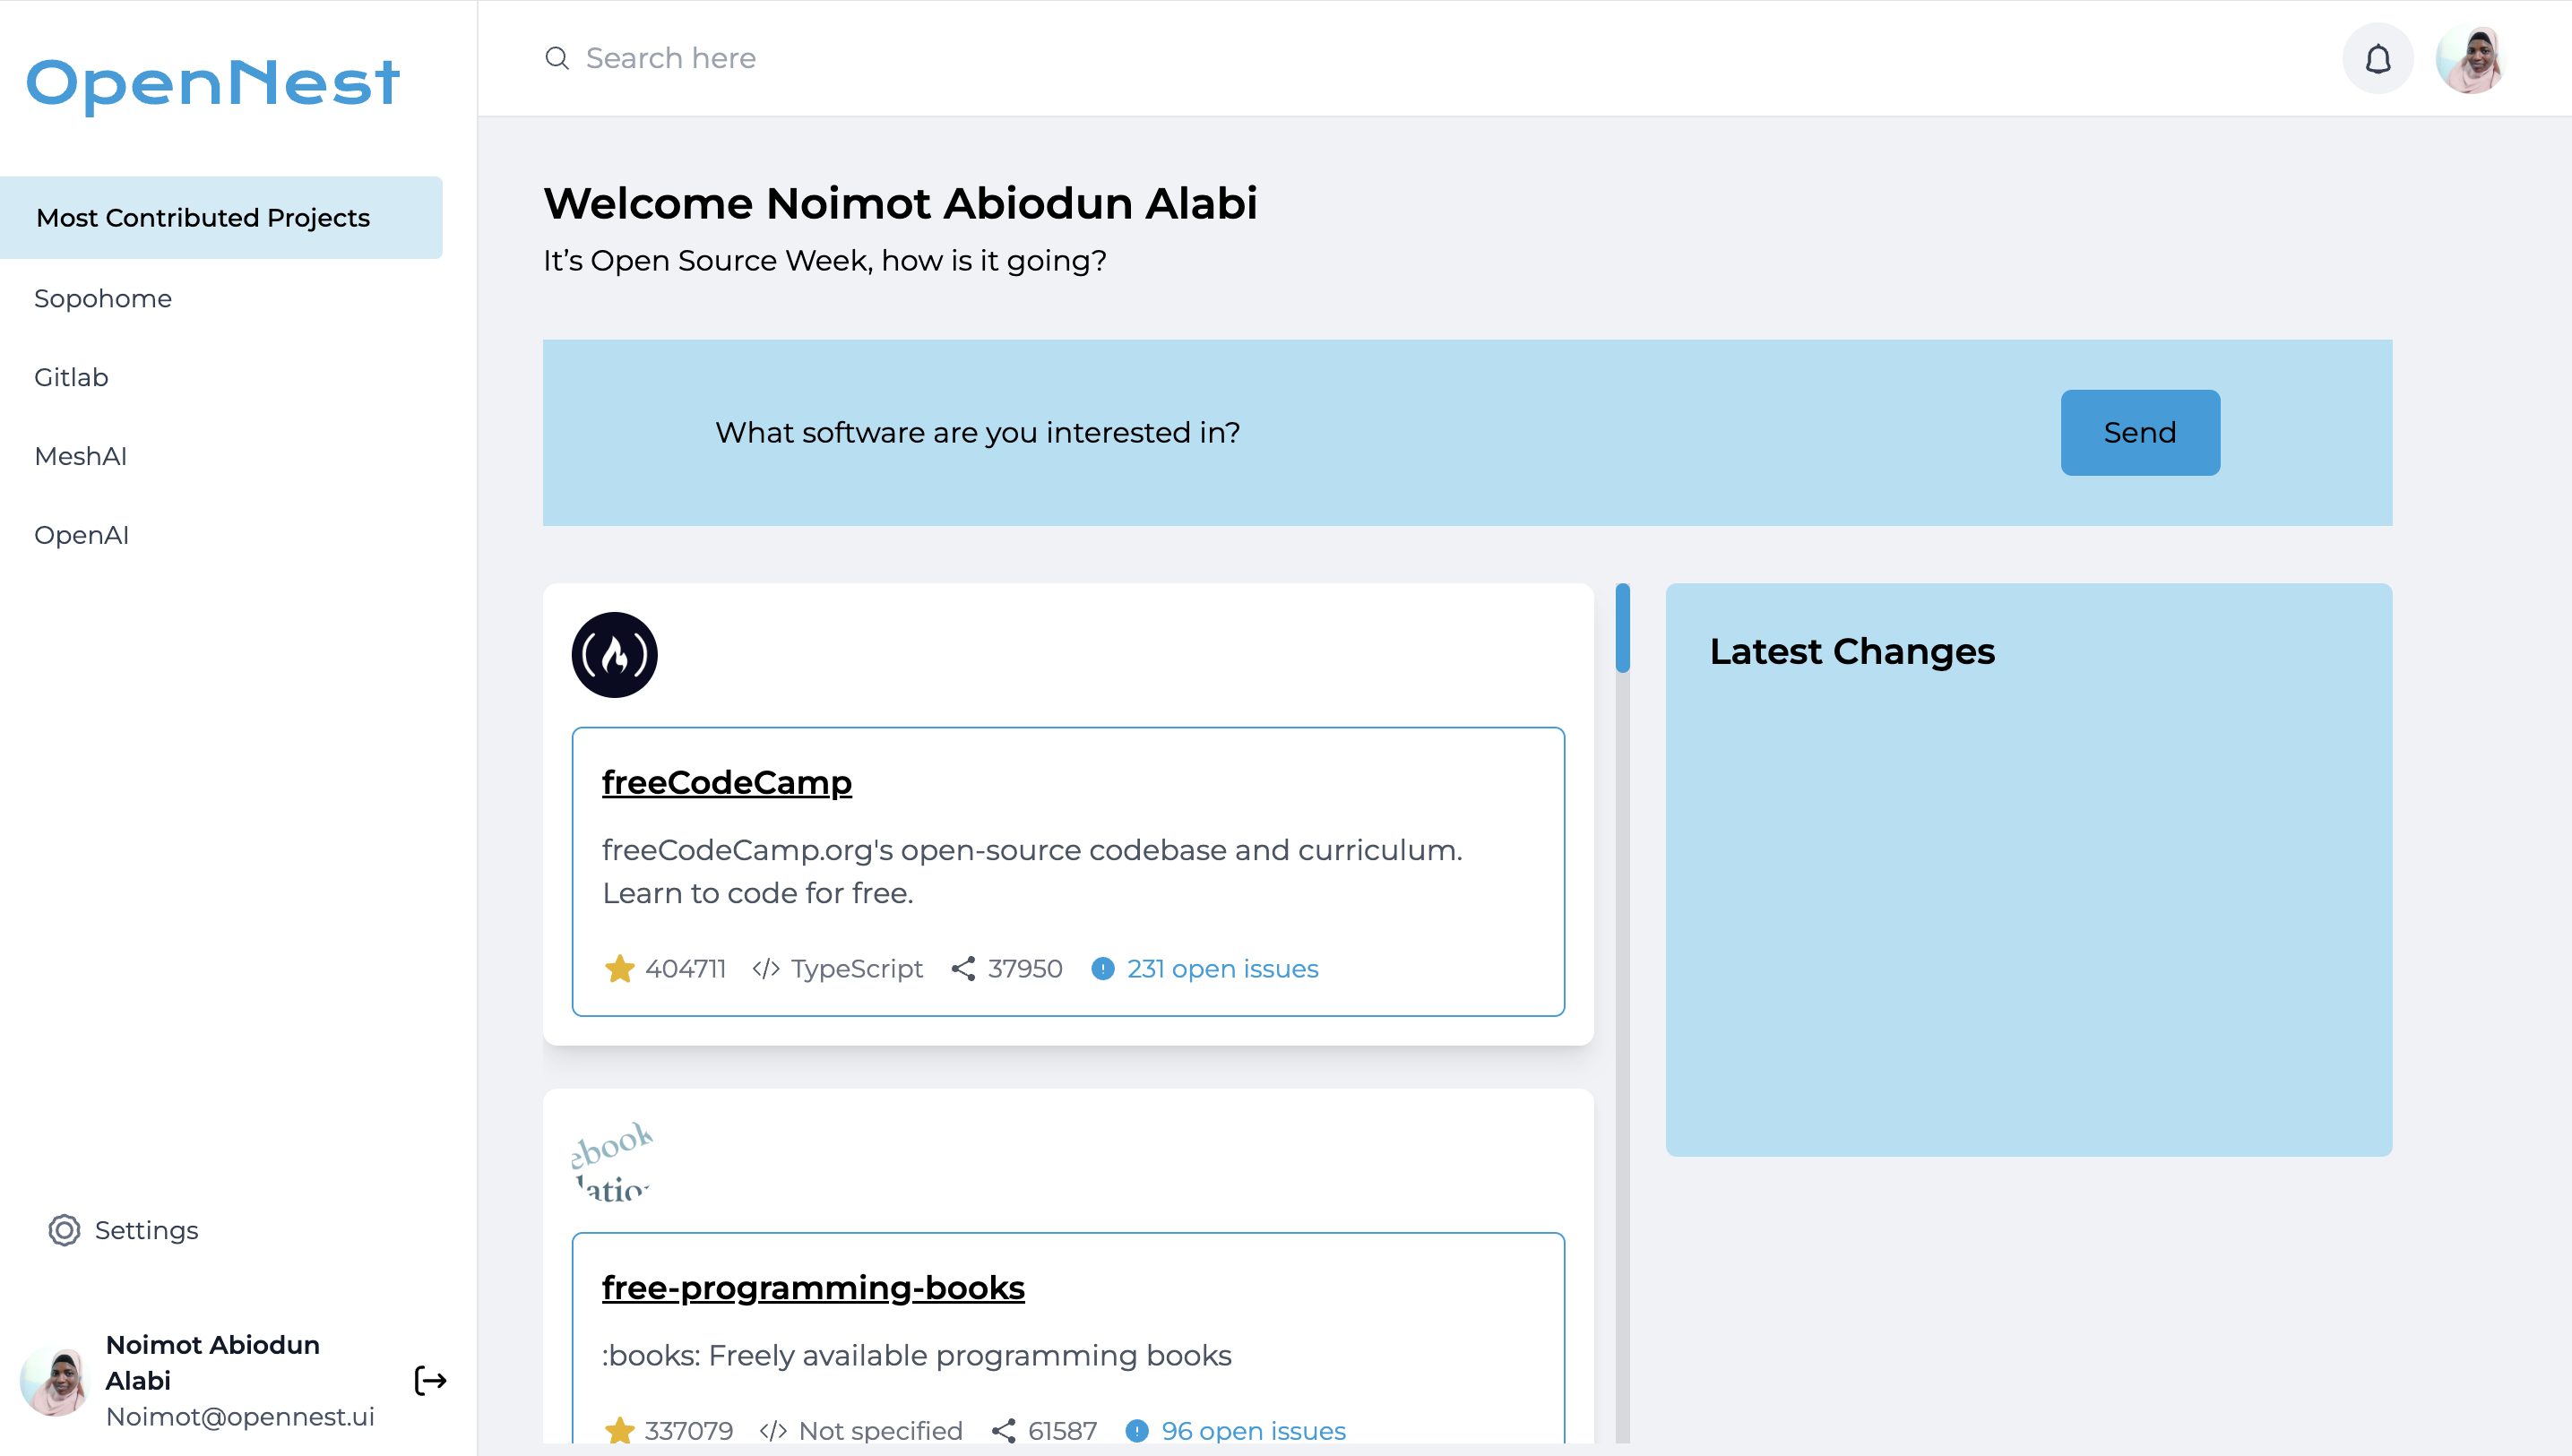 OpenNest
Most Contributed Projects
Sopohome
Gitlab
MeshAI
OpenAI
Settings
Noimot Abiodun
Alabi
Noimot@opennest.ui
Search here
Welcome Noimot Abiodun Alabi
It’s Open Source Week, how is it going?
What software are you interested in?
Send
freeCodeCamp
freeCodeCamp.org's open-source codebase and curriculum.
Learn to code for free.
404711 </> TypeScript 37950 231 open issues
ebook
lation
free-programming-books
:books: Freely available programming books
337079 </> Not specified 61587 96 open issues
Latest Changes